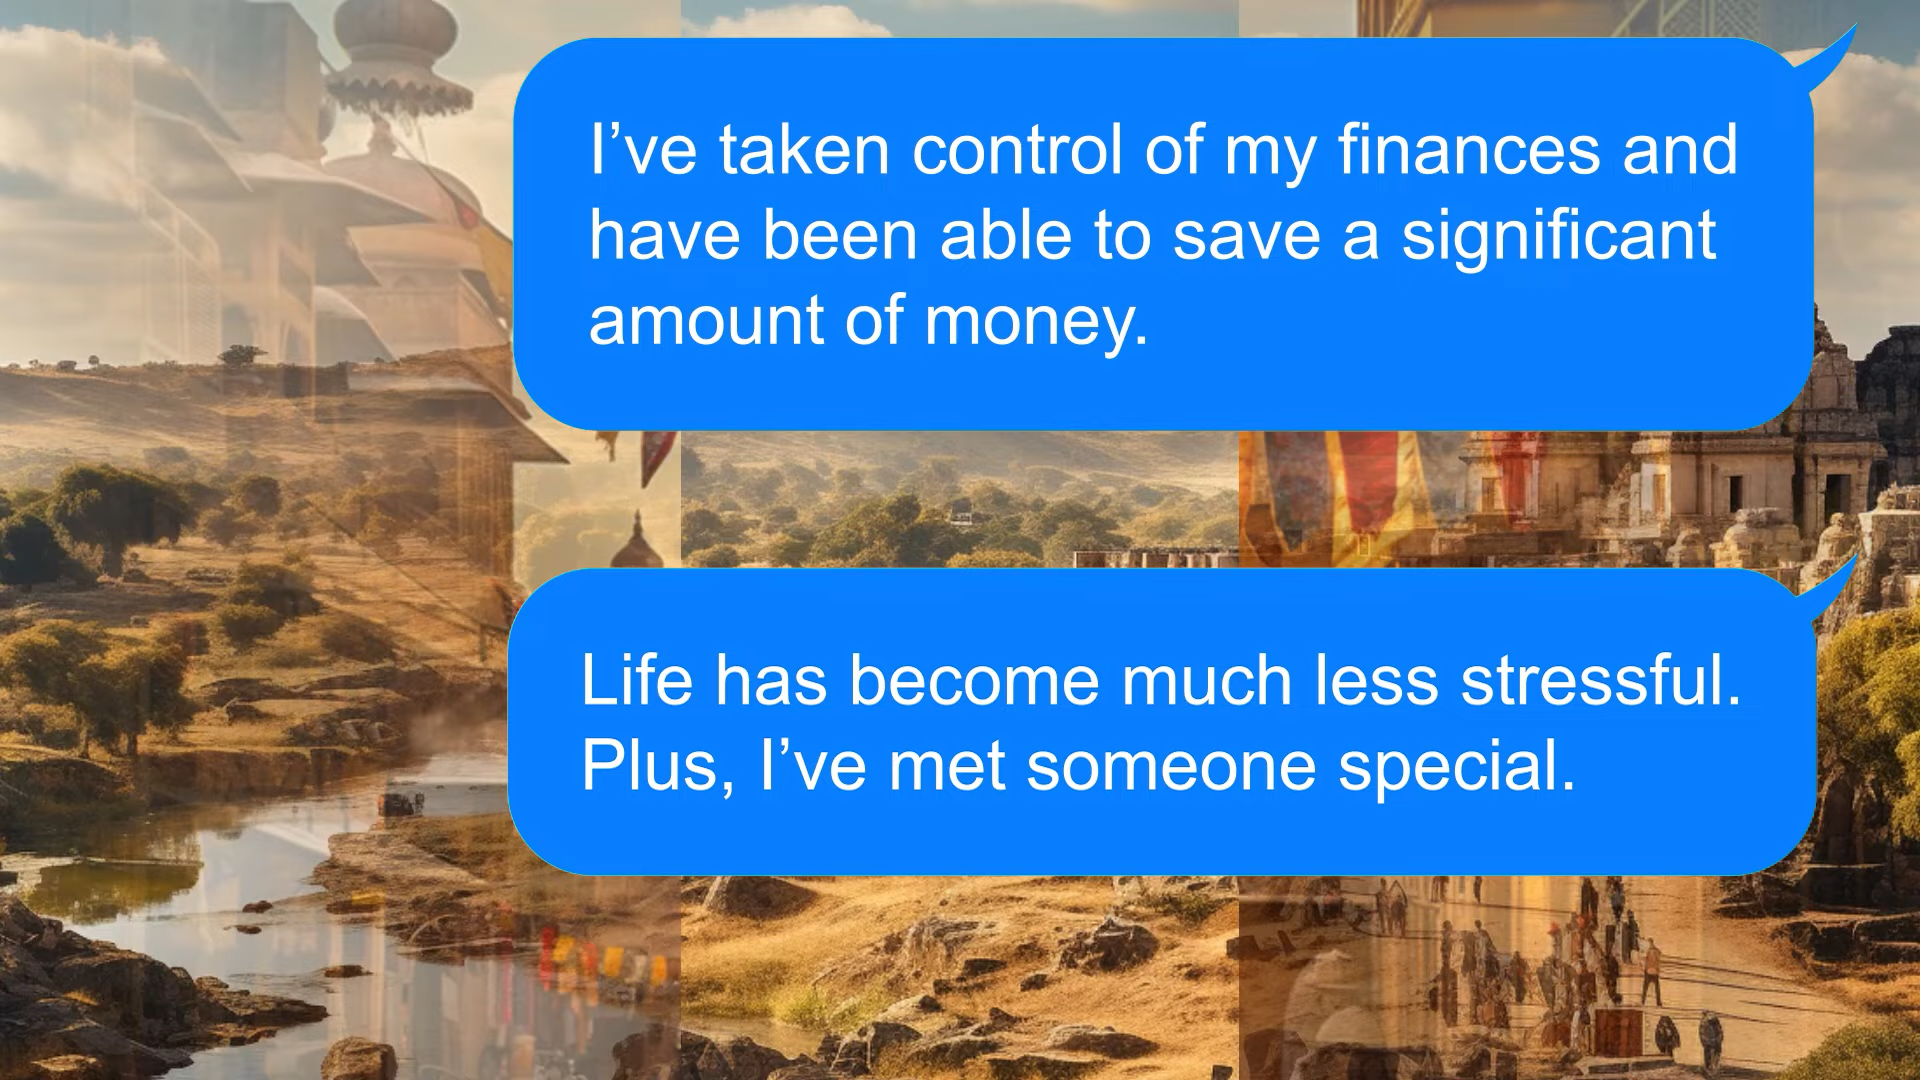 I’ve taken control of my finances and
have been able to save a significant
amount of money.
Life has become much less stressful.
Plus, I’ve met someone special.